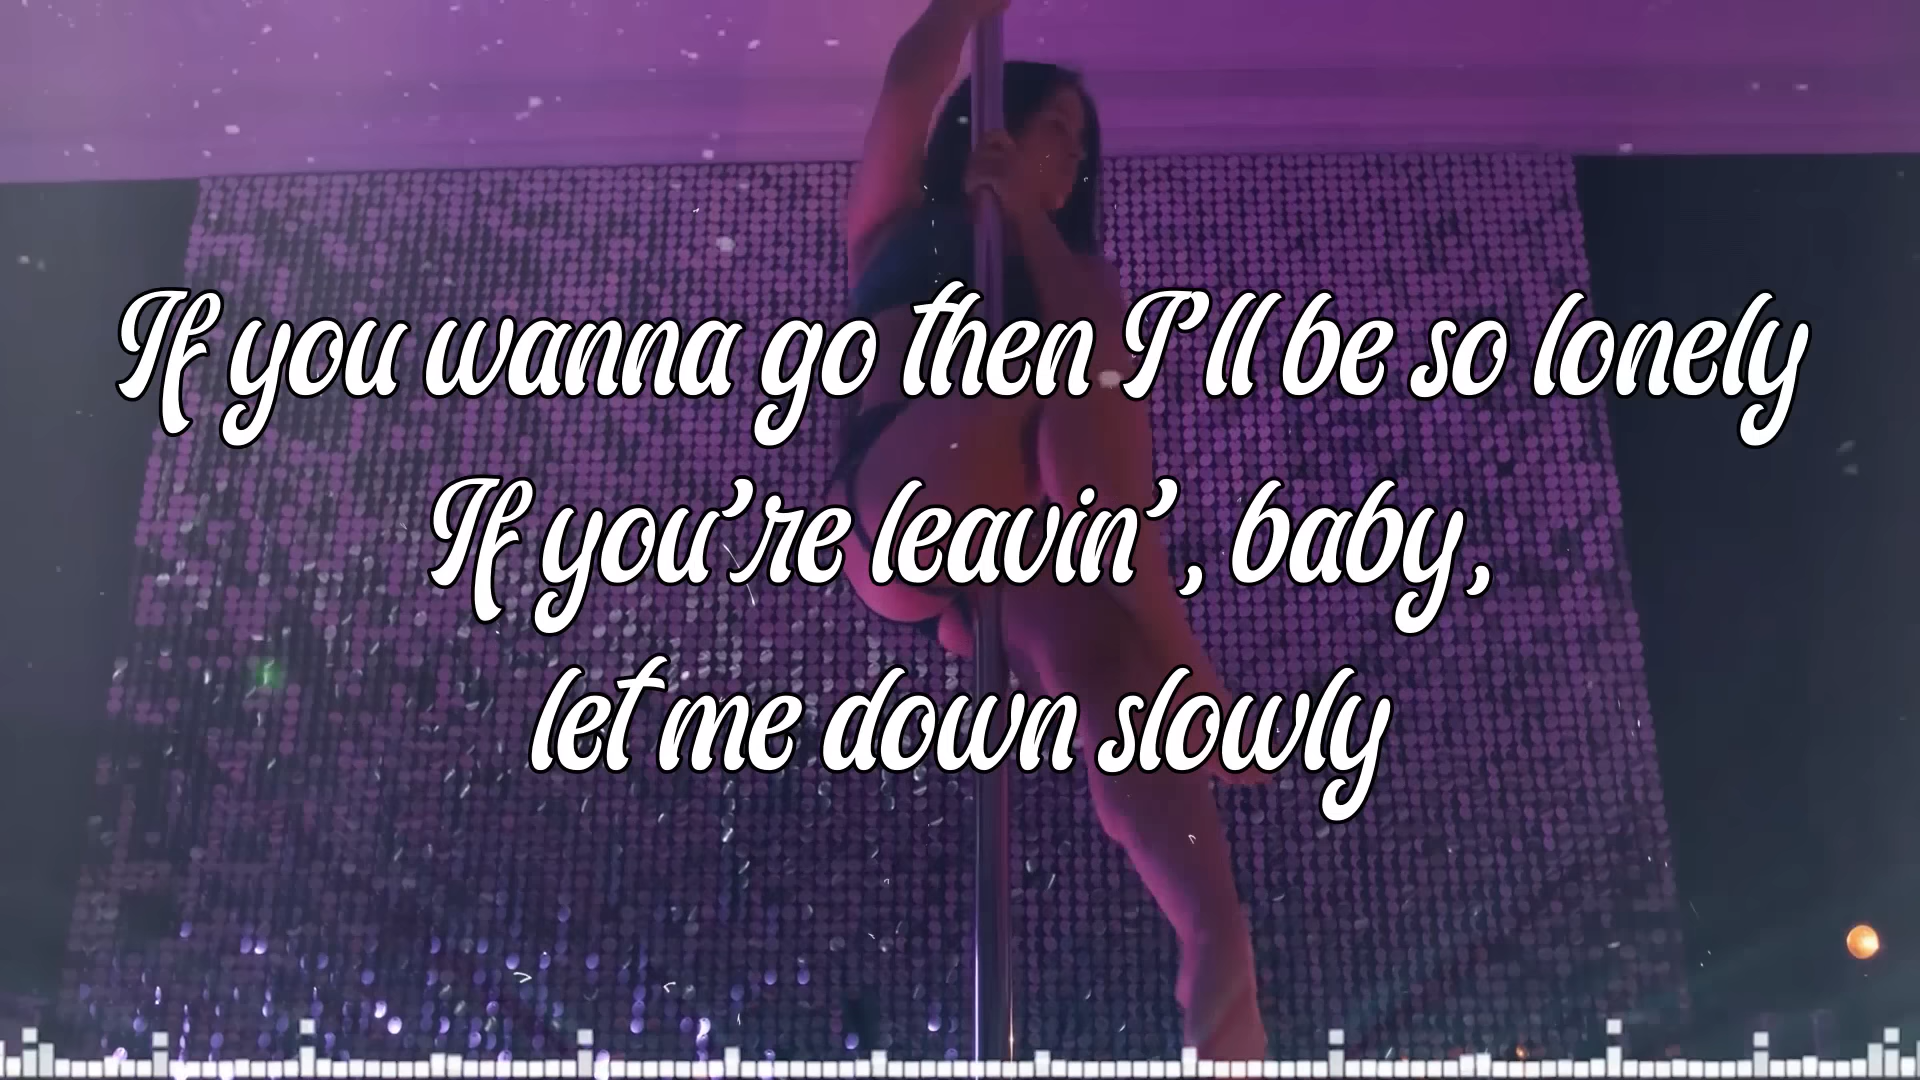 If you wanna go then I'll be so lonely
If you're leavin', baby,
let me down slowly